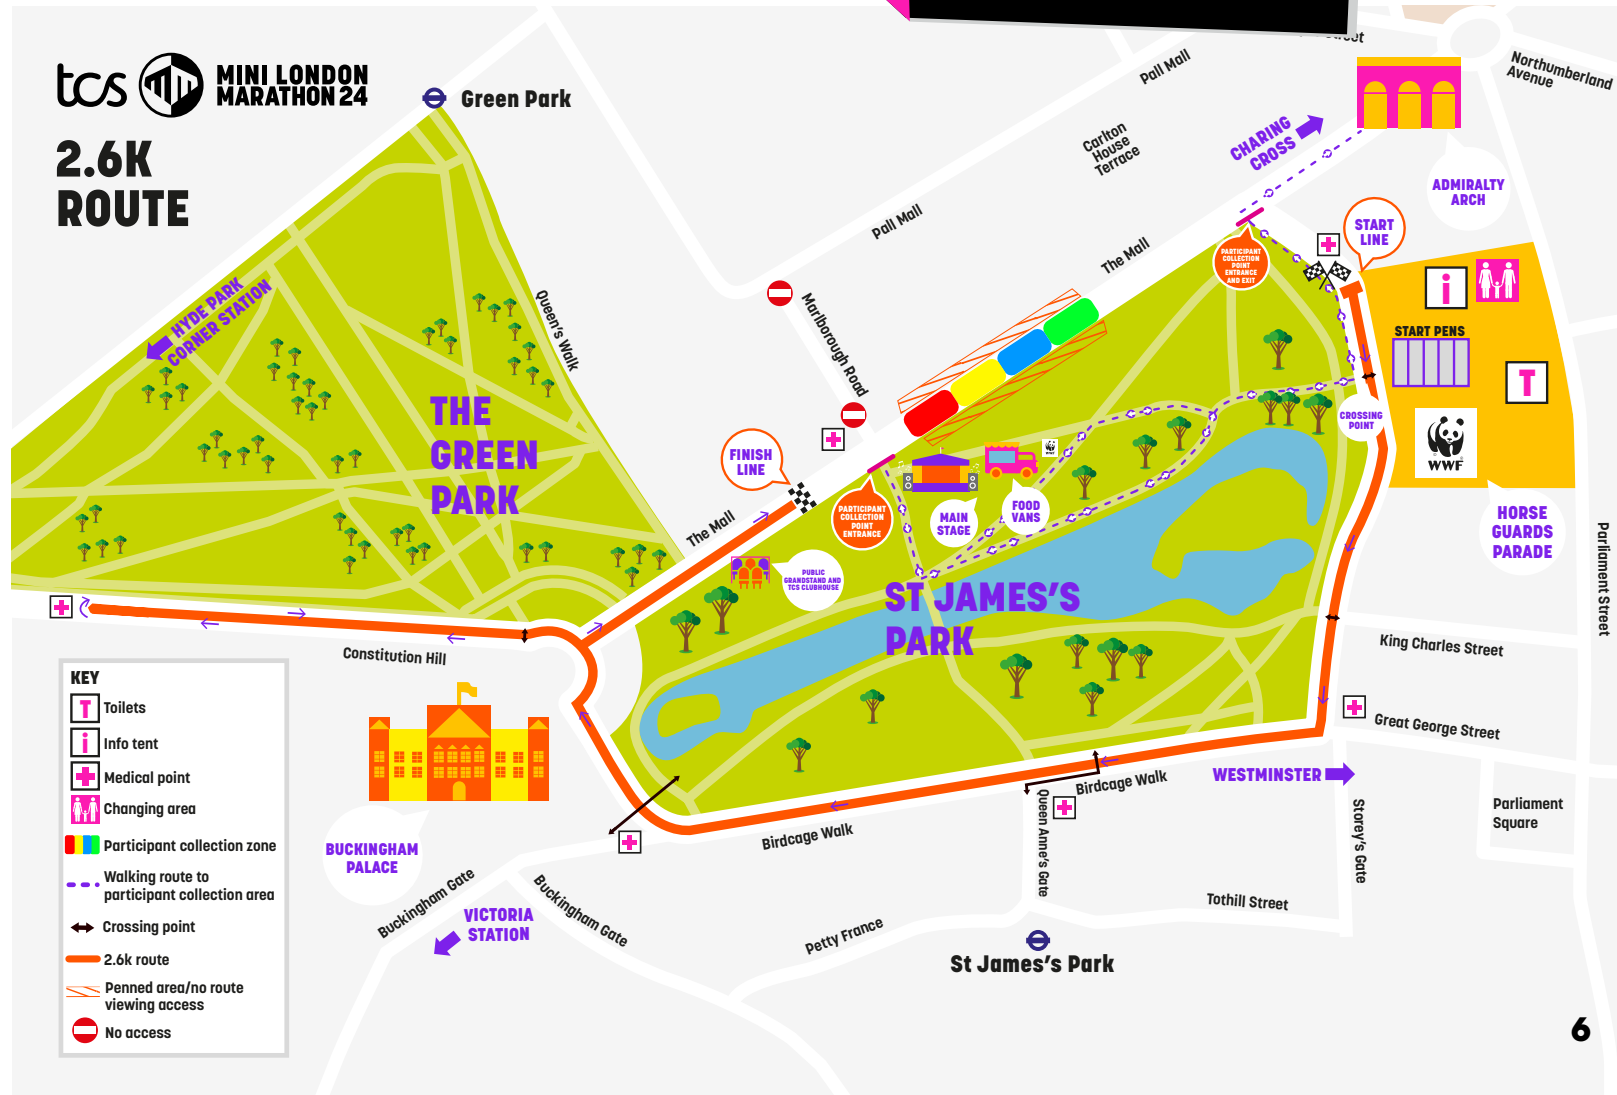 tcs
MINI LONDON
MARATHON 24
2.6K
ROUTE
Green Park
Pall Mall
Northumberland
Avenue
Carlton
House
Terrace
CHARING
CROSS
ADMIRALTY
ARCH
Pall Mall
The Mall
START
LINE
PARTICIPANT
COLLECTION
POINT
ENTRANCE
AND EXIT
HYDE PARK
CORNER STATION
Queen's Walk
Marlborough Road
i
START PENS
T
CROSSING
POINT
WWF
THE
GREEN
PARK
FINISH
LINE
PARTICIPANT
COLLECTION
POINT
ENTRANCE
MAIN
STAGE
FOOD
VANS
HORSE
GUARDS
PARADE
The Mall
PUBLIC
GRANDSTAND AND
TCS CLUBHOUSE
ST JAMES'S
PARK
Parliament Street
King Charles Street
Constitution Hill
Great George Street
WESTMINSTER
Birdcage Walk
Birdcage Walk
Queen Anne's Gate
Storey's Gate
Parliament
Square
BUCKINGHAM
PALACE
Buckingham Gate
Buckingham Gate
VICTORIA
STATION
Petty France
Tothill Street
St James's Park
KEY
T Toilets
i Info tent
Medical point
Changing area
Participant collection zone
Walking route to
participant collection area
Crossing point
2.6k route
Penned area/no route
viewing access
No access
6